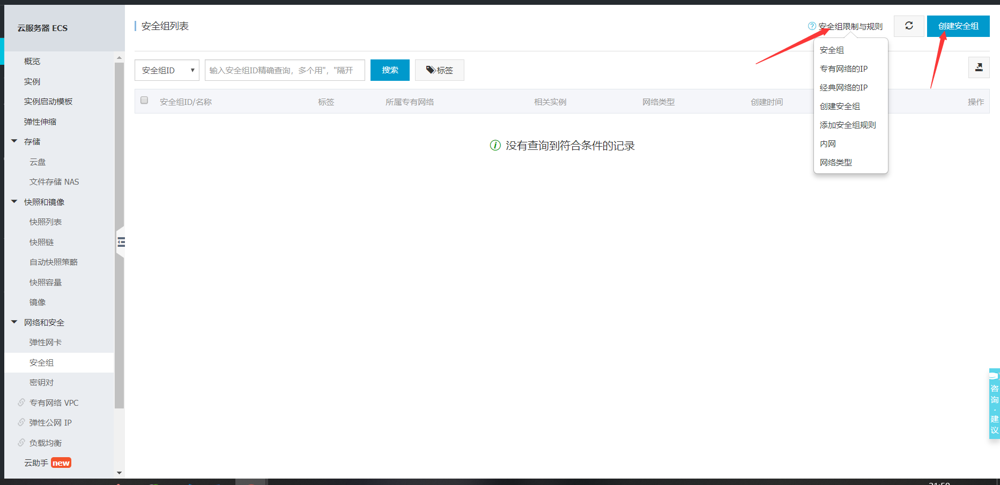 云服务器 ECS
概览
实例
实例启动模板
弹性伸缩
存储
云盘
文件存储 NAS
快照和镜像
快照列表
快照链
自动快照策略
快照容量
镜像
网络和安全
弹性网卡
安全组
密钥对
专有网络 VPC
弹性公网 IP
负载均衡
云助手 new
安全组列表
安全组限制与规则
创建安全组
安全组ID
输入安全组ID精确查询，多个用","隔开
搜索
标签
安全组ID/名称 标签 所属专有网络 相关实例 网络类型 创建时间 操作
没有查询到符合条件的记录
安全组
专有网络的IP
经典网络的IP
创建安全组
添加安全组规则
内网
网络类型
咨询·建议